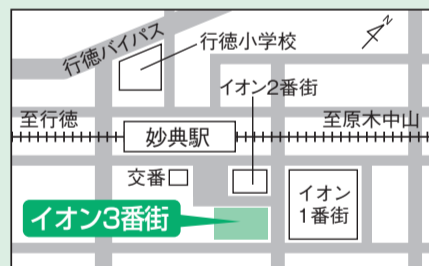 N
行徳バイパス
行徳小学校
イオン2番街
至行徳
至原木中山
妙典駅
交番
イオン
1番街
イオン3番街